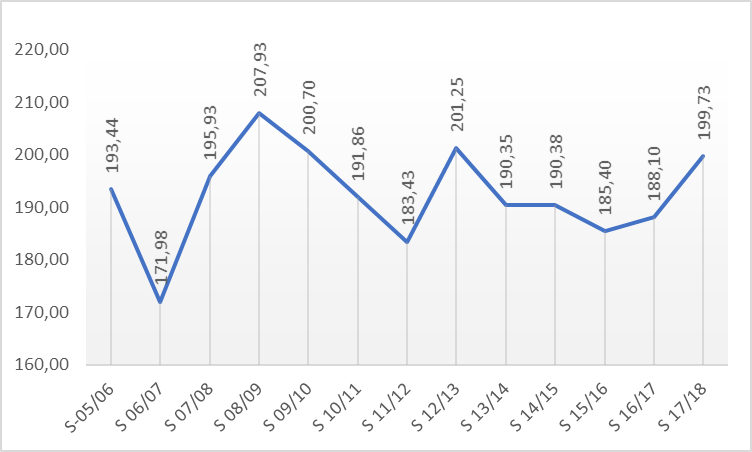 220,00
210,00
200,00
190,00
180,00
170,00
160,00
193,44
171,98
195,93
207,93
200,70
191,86
183,43
201,25
190,35
190,38
185,40
188,10
199,73
S-05/06
S 06/07
S 07/08
S 08/09
S 09/10
S 10/11
S 11/12
S 12/13
S 13/14
S 14/15
S 15/16
S 16/17
S 17/18